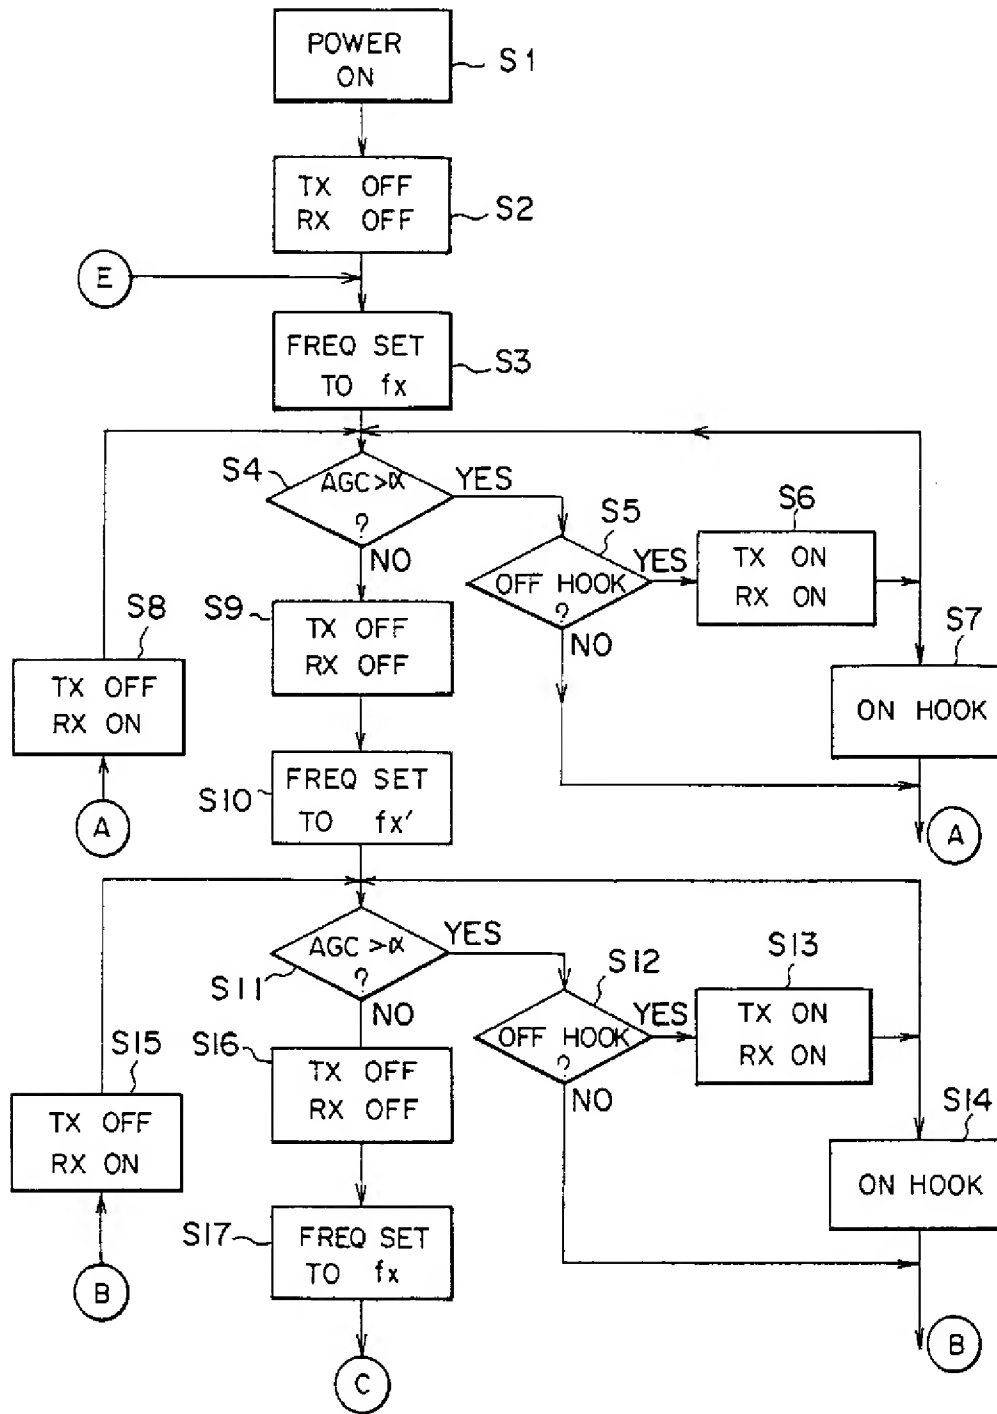 POWER
ON
S1
TX OFF
RX OFF
S2
E
FREQ SET
TO fx
S3
S4
AGC>α
?
YES
NO
S5
OFF HOOK
?
YES
NO
S6
TX ON
RX ON
S7
ON HOOK
S8
TX OFF
RX ON
A
S9
TX OFF
RX OFF
S10
FREQ SET
TO fx'
A
S11
AGC>α
?
YES
NO
S12
OFF HOOK
?
YES
NO
S13
TX ON
RX ON
S14
ON HOOK
S15
TX OFF
RX ON
B
S16
TX OFF
RX OFF
S17
FREQ SET
TO fx
B
C